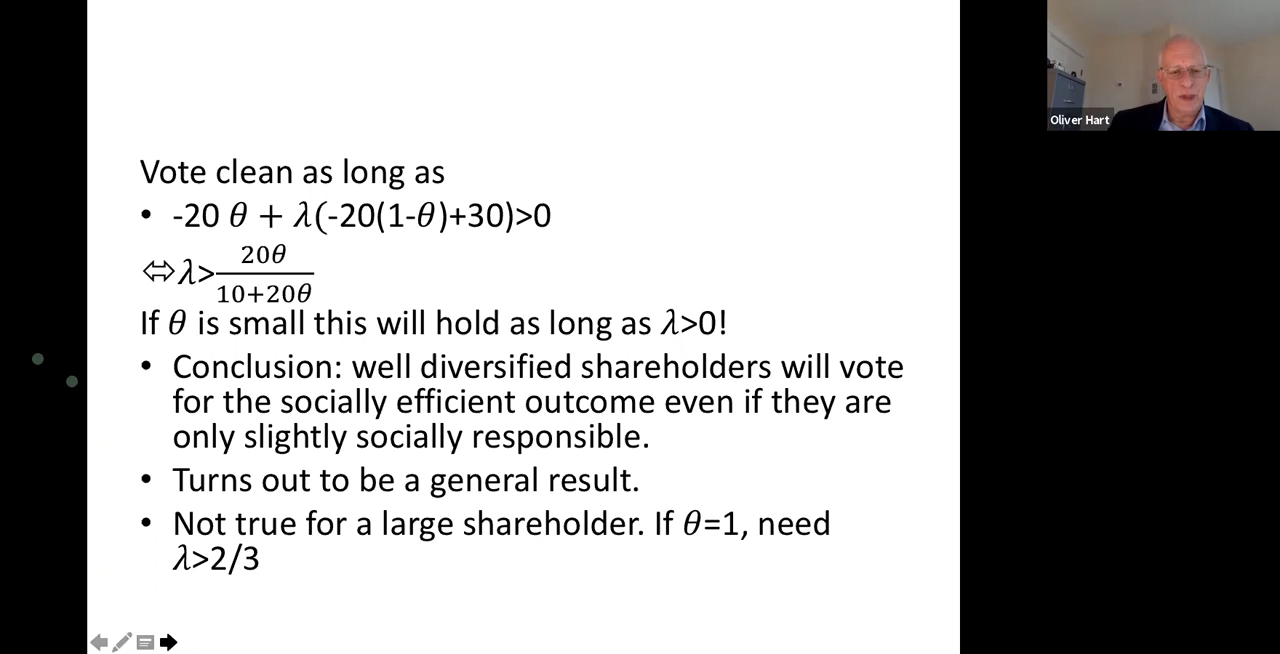 Vote clean as long as
• -20 𝜃 + 𝜆(-20(1-𝜃)+30)>0
⇔𝜆>20𝜃/(10+20𝜃)
If 𝜃 is small this will hold as long as 𝜆>0!
• Conclusion: well diversified shareholders will vote
for the socially efficient outcome even if they are
only slightly socially responsible.
• Turns out to be a general result.
• Not true for a large shareholder. If 𝜃=1, need
𝜆>2/3
Oliver Hart